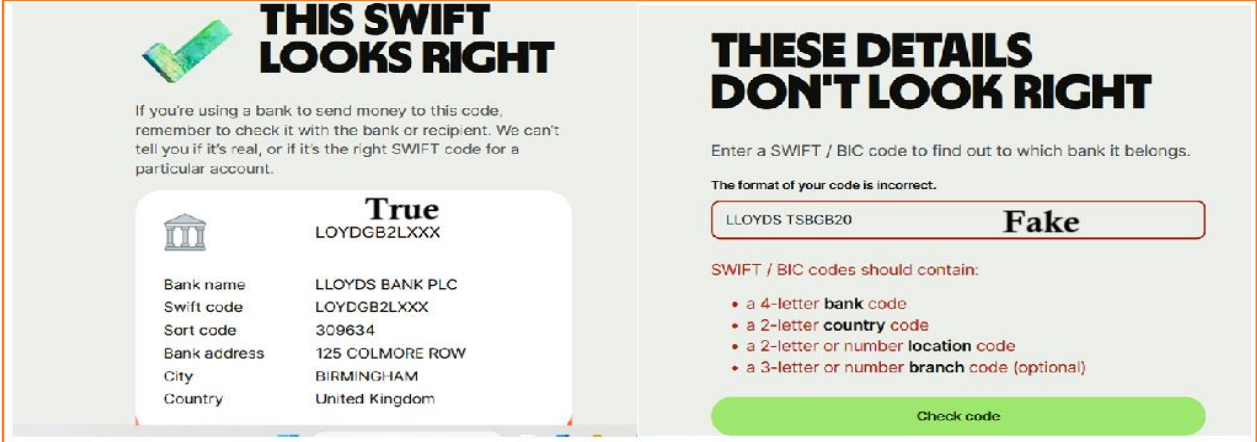 THIS SWIFT
LOOKS RIGHT
If you're using a bank to send money to this code,
remember to check it with the bank or recipient. We can't
tell you if it's real, or if it's the right SWIFT code for a
particular account.
True
LOYDGB2LXXX
Bank name LLOYDS BANK PLC
Swift code LOYDGB2LXXX
Sort code 309634
Bank address 125 COLMORE ROW
City BIRMINGHAM
Country United Kingdom
THESE DETAILS
DON'T LOOK RIGHT
Enter a SWIFT / BIC code to find out to which bank it belongs.
The format of your code is incorrect.
LLOYDS TSBGB20 Fake
SWIFT / BIC codes should contain:
• a 4-letter bank code
• a 2-letter country code
• a 2-letter or number location code
• a 3-letter or number branch code (optional)
Check code